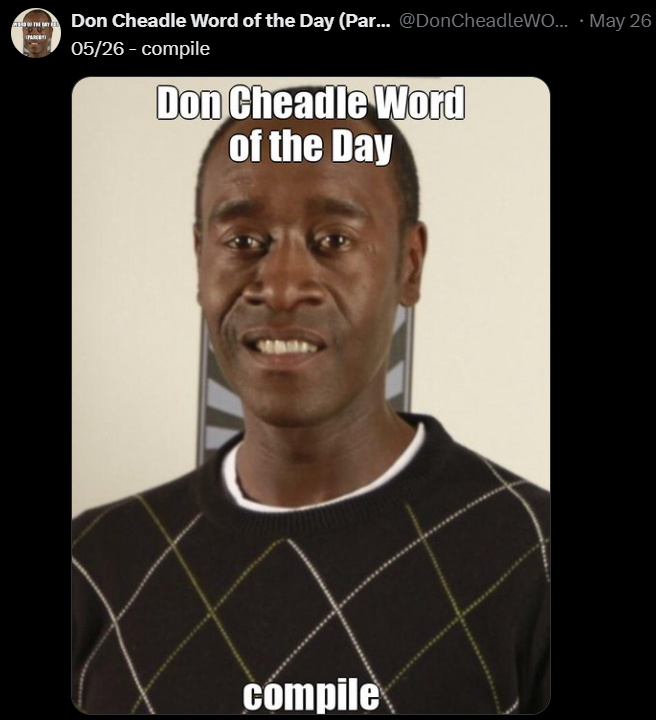 Don Cheadle Word of the Day (Par... @DonCheadleWO... · May 26
05/26 - compile
Don Cheadle Word
of the Day
compile